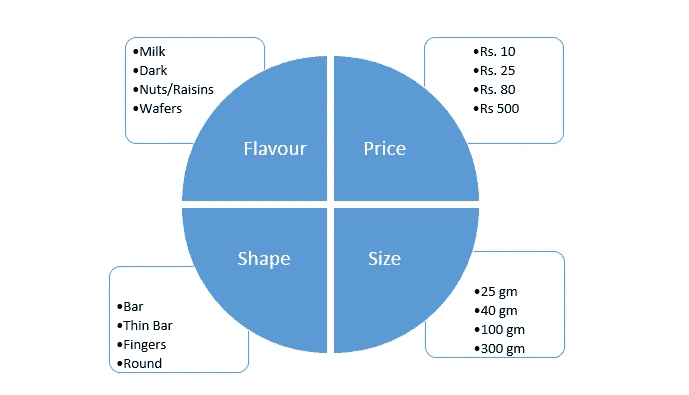 •Milk
•Dark
•Nuts/Raisins
•Wafers
•Rs. 10
•Rs. 25
•Rs. 80
•Rs 500
Flavour
Price
Shape
Size
•Bar
•Thin Bar
•Fingers
•Round
•25 gm
•40 gm
•100 gm
•300 gm